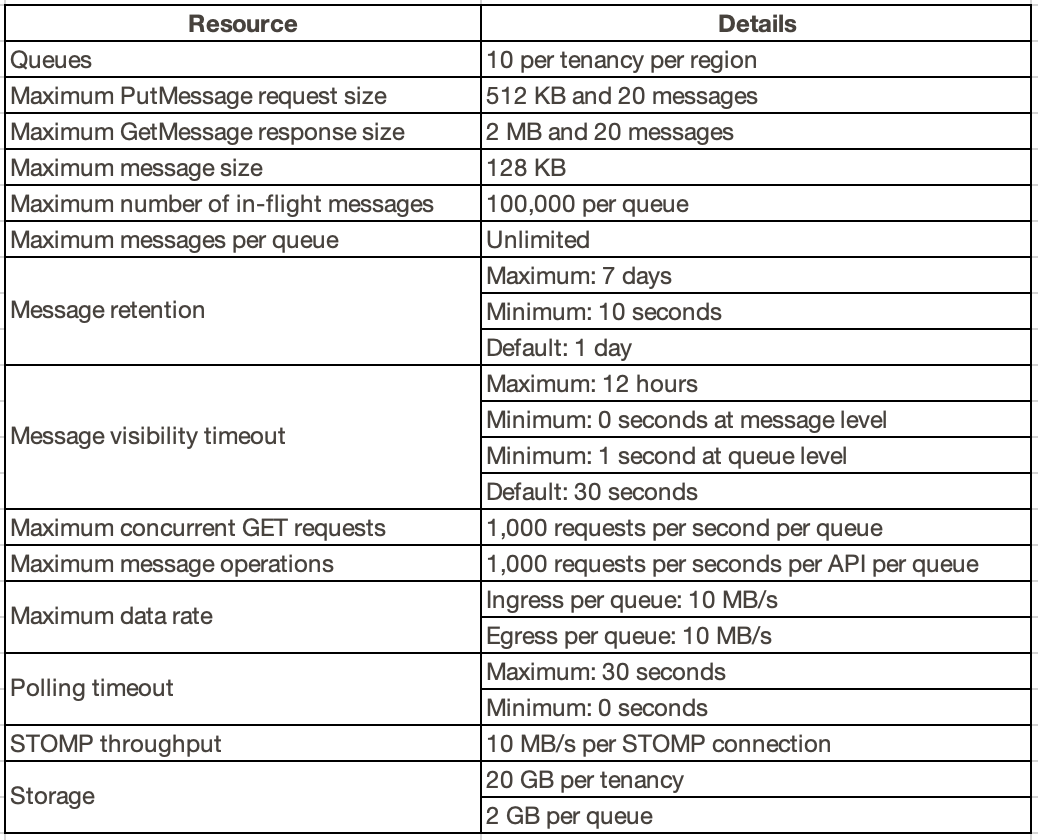 Resource Details
Queues 10 per tenancy per region
Maximum PutMessage request size 512 KB and 20 messages
Maximum GetMessage response size 2 MB and 20 messages
Maximum message size 128 KB
Maximum number of in-flight messages 100,000 per queue
Maximum messages per queue Unlimited
Message retention
Maximum: 7 days
Minimum: 10 seconds
Default: 1 day
Message visibility timeout
Maximum: 12 hours
Minimum: 0 seconds at message level
Minimum: 1 second at queue level
Default: 30 seconds
Maximum concurrent GET requests 1,000 requests per second per queue
Maximum message operations 1,000 requests per seconds per API per queue
Maximum data rate
Ingress per queue: 10 MB/s
Egress per queue: 10 MB/s
Polling timeout
Maximum: 30 seconds
Minimum: 0 seconds
STOMP throughput 10 MB/s per STOMP connection
Storage
20 GB per tenancy
2 GB per queue